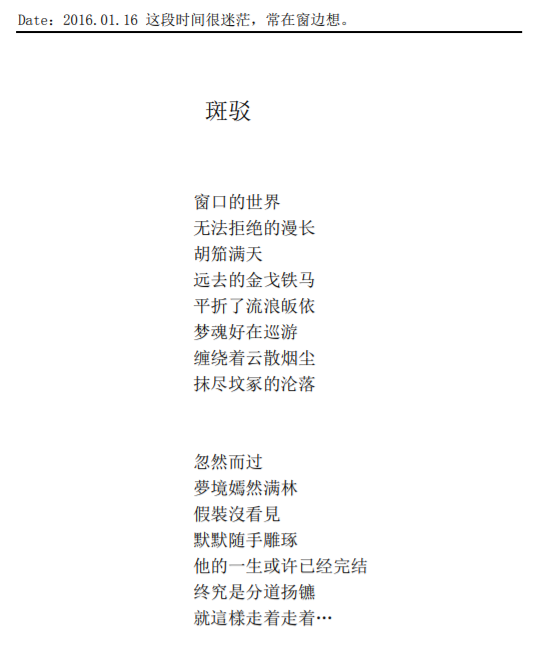 Date: 2016.01.16 这段时间很迷茫，常在窗边想。
斑驳
窗口的世界
无法拒绝的漫长
胡笳满天
远去的金戈铁马
平折了流浪皈依
梦魂好在巡游
缠绕着云散烟尘
抹尽坟冢的沦落
忽然而过
夢境嫣然满林
假裝沒看見
默默随手雕琢
他的一生或许已经完结
终究是分道扬镳
就這樣走着走着…